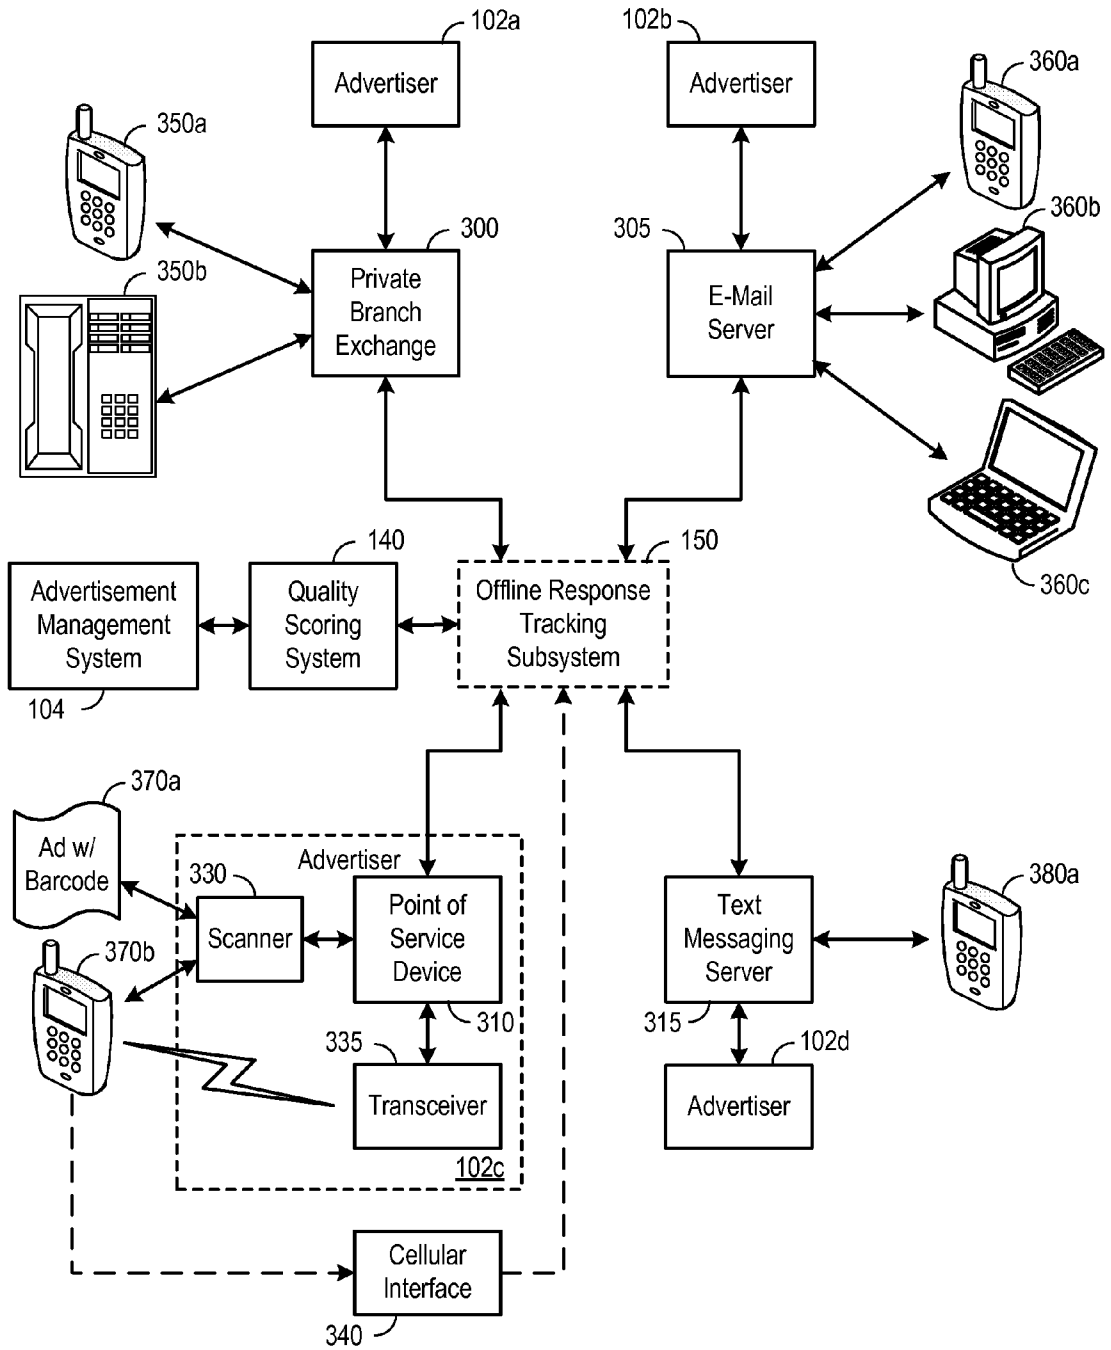 102a
102b
Advertiser
Advertiser
360a
350a
300
305
360b
350b
Private
Branch
Exchange
E-Mail
Server
360c
140
150
Advertisement
Management
System
104
Quality
Scoring
System
Offline Response
Tracking
Subsystem
370a
Ad w/
Barcode
Advertiser
330
Scanner
Point of
Service
Device
310
Text
Messaging
Server
315
380a
370b
335
Transceiver
102c
102d
Advertiser
Cellular
Interface
340